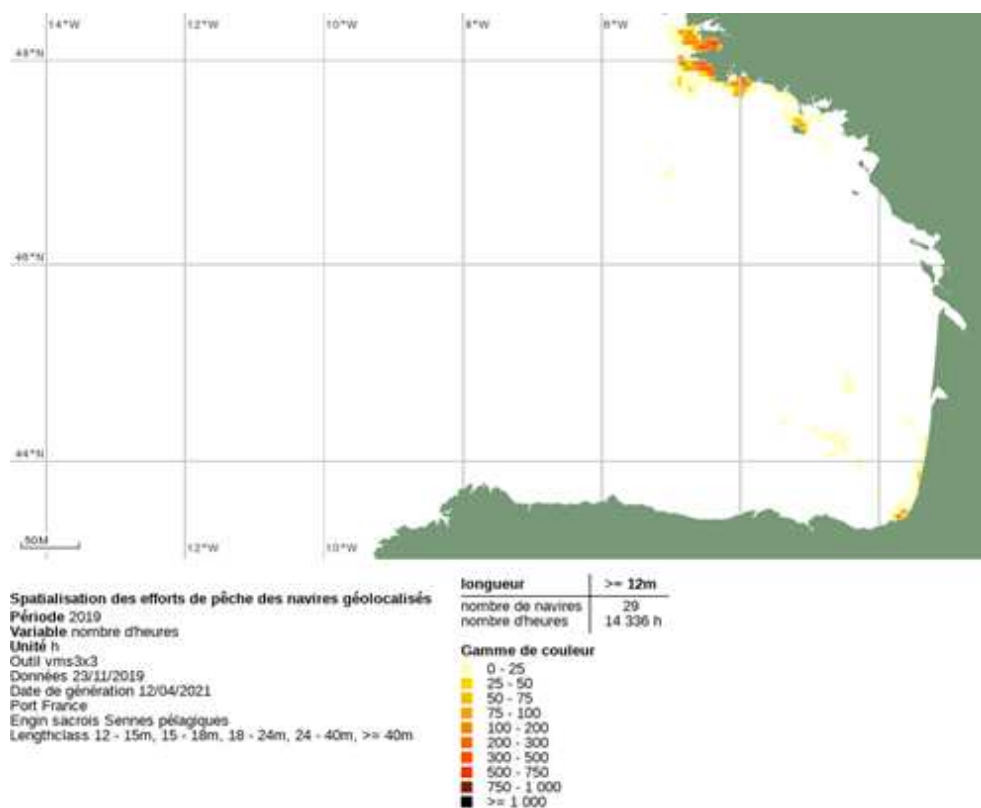 14°W 12°W 10°W 8°W 6°W
48°N
46°N
44°N
50M
12°W 10°W
Spatialisation des efforts de pêche des navires géolocalisés
Période 2019
Variable nombre d'heures
Unité h
Outil vms3x3
Données 23/11/2019
Date de génération 12/04/2021
Port France
Engin sacrois Sennes pélagiques
Lengthclass 12 - 15m, 15 - 18m, 18 - 24m, 24 - 40m, >= 40m
longueur >= 12m
nombre de navires 29
nombre d'heures 14 336 h
Gamme de couleur
0 - 25
25 - 50
50 - 75
75 - 100
100 - 200
200 - 300
300 - 500
500 - 750
750 - 1 000
>= 1 000